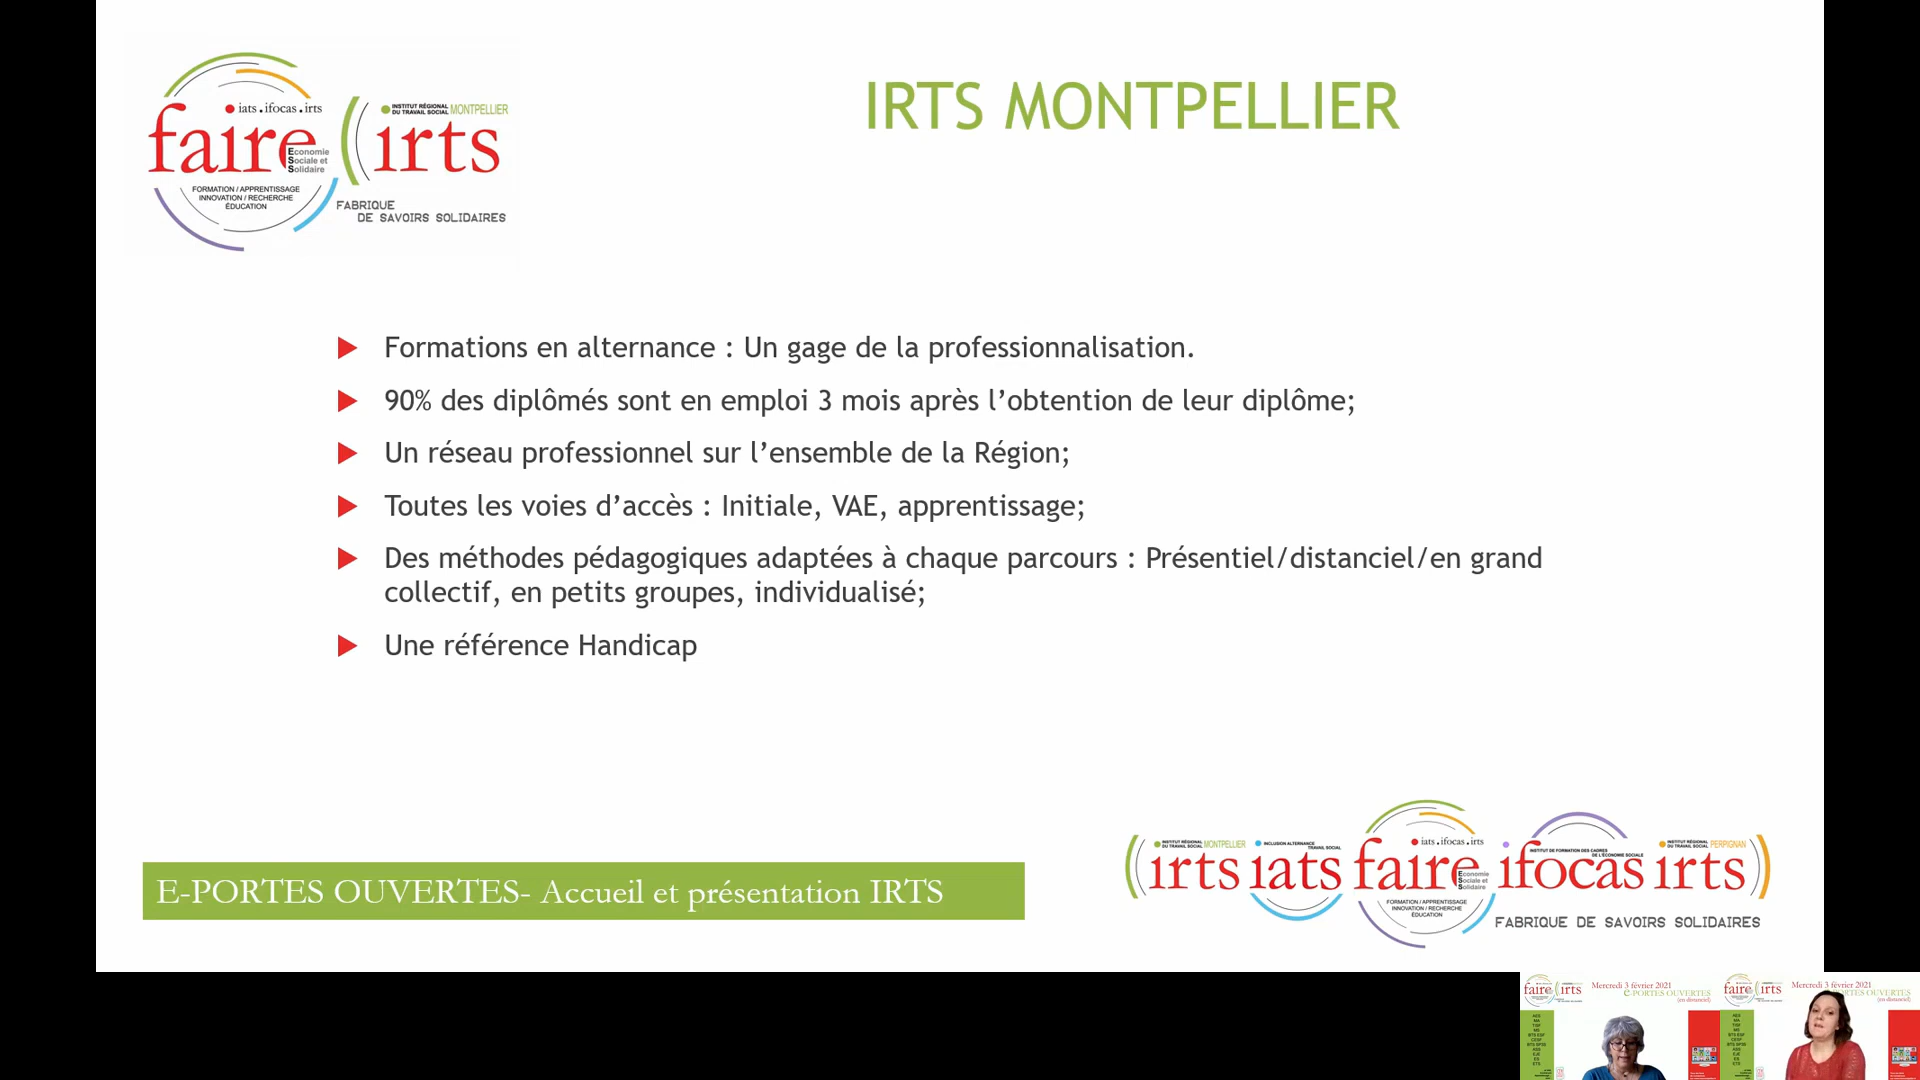 iats.ifocas.irts
faire
Economie
Sociale et
Solidaire
FORMATION / APPRENTISSAGE
INNOVATION / RECHERCHE
ÉDUCATION
INSTITUT RÉGIONAL
DU TRAVAIL SOCIAL MONTPELLIER
irts
FABRIQUE
DE SAVOIRS SOLIDAIRES
IRTS MONTPELLIER
Formations en alternance : Un gage de la professionnalisation.
90% des diplômés sont en emploi 3 mois après l’obtention de leur diplôme;
Un réseau professionnel sur l’ensemble de la Région;
Toutes les voies d’accès : Initiale, VAE, apprentissage;
Des méthodes pédagogiques adaptées à chaque parcours : Présentiel/distanciel/en grand
collectif, en petits groupes, individualisé;
Une référence Handicap
E-PORTES OUVERTES- Accueil et présentation IRTS
INSTITUT RÉGIONAL
DU TRAVAIL SOCIAL MONTPELLIER
irts
INCLUSION ALTERNANCE
TRAVAIL SOCIAL
iats
iats.ifocas.irts
faire
Economie
Sociale et
Solidaire
FORMATION / APPRENTISSAGE
INNOVATION / RECHERCHE
ÉDUCATION
INSTITUT DE FORMATION DES CADRES
DE L'ÉCONOMIE SOCIALE
ifocas
INSTITUT RÉGIONAL
DU TRAVAIL SOCIAL PERPIGNAN
irts
FABRIQUE DE SAVOIRS SOLIDAIRES
faire irts
Mercredi 3 février 2021
E-PORTES OUVERTES
(en distanciel)
faire irts
Mercredi 3 février 2021
PORTES OUVERTES
(en distanciel)